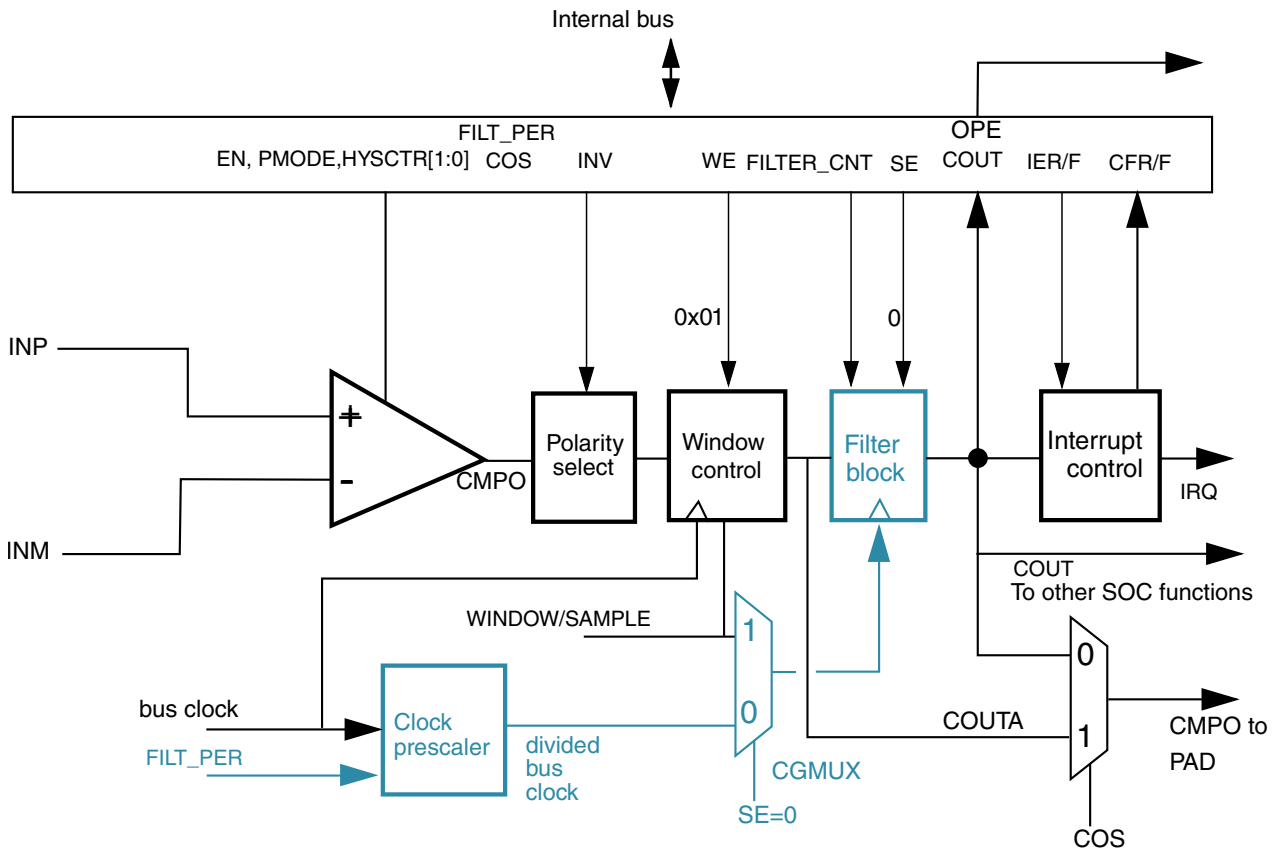 Internal bus
FILT_PER
OPE
EN, PMODE,HYSCTR[1:0]
COS
INV
WE
FILTER_CNT
SE
COUT
IER/F
CFR/F
0x01
0
INP
+
-
INM
CMPO
Polarity
select
Window
control
Filter
block
Interrupt
control
IRQ
COUT
To other SOC functions
WINDOW/SAMPLE
1
0
bus clock
FILT_PER
Clock
prescaler
divided
bus
clock
CGMUX
SE=0
COUTA
0
1
CMPO to
PAD
COS